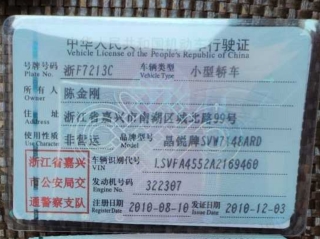 中华人民共和国机动车行驶证
Vehicle License of the People's Republic of China
号牌号码 浙F7213C 车辆类型 小型轿车
Plate No. Vehicle Type
所有人 陈金刚
Owner
住址 浙江省嘉兴市南湖区城北路99号
Address
使用性质 非营运 品牌型号 晶锐牌SVW7148ARD
Use Character Model
浙江省嘉兴 车辆识别代号 LSVFA4552A2169460
VIN
市公安局交 发动机号码 322307
Engine No.
通警察支队 注册日期 2010-08-10 发证日期 2010-12-03
Register Date Issue Date